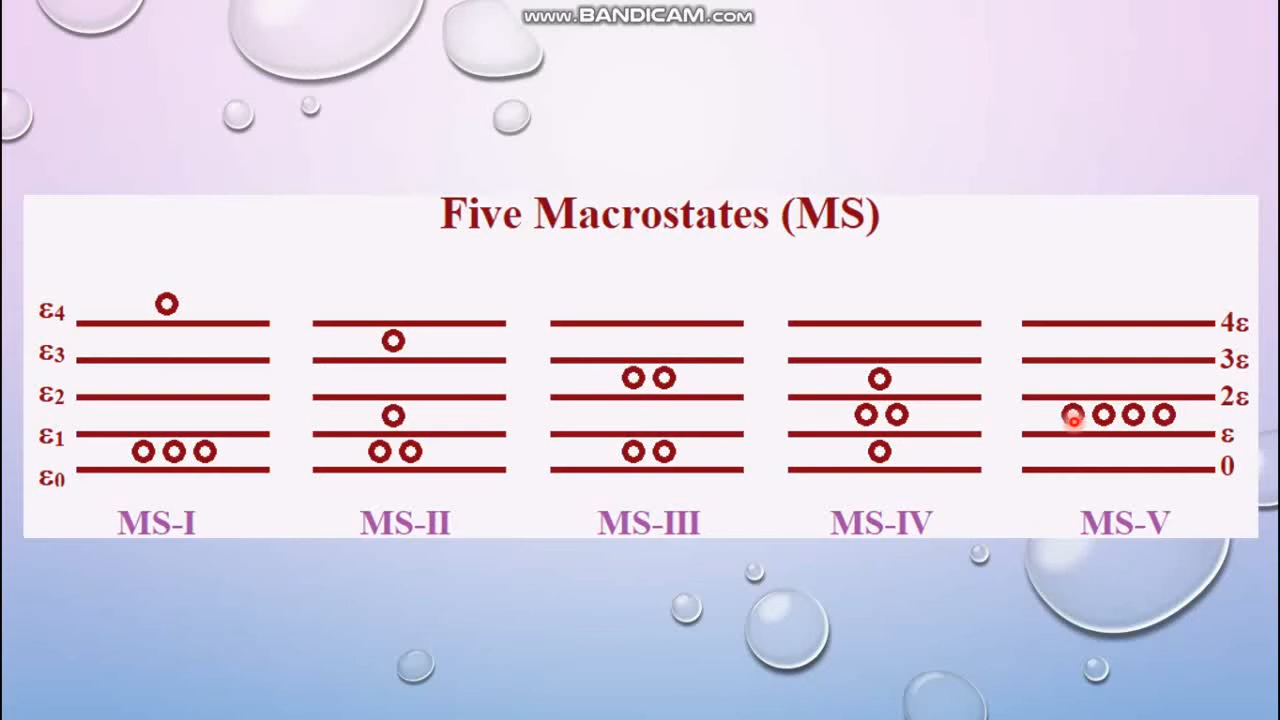 www.BANDICAM.com
Five Macrostates (MS)
ε₄ 4ε
ε₃ 3ε
ε₂ 2ε
ε₁ ε
ε₀ 0
MS-I MS-II MS-III MS-IV MS-V